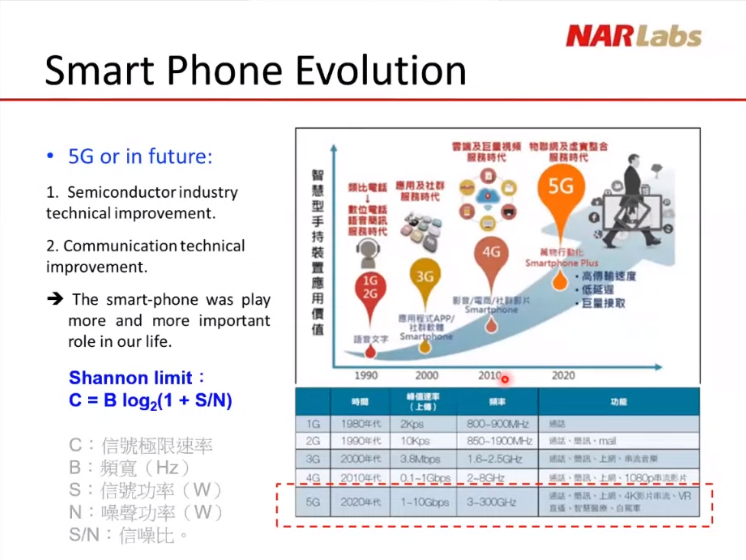 NARLabs
Smart Phone Evolution
• 5G or in future:
1. Semiconductor industry
technical improvement.
2. Communication technical
improvement.
➔ The smart-phone was play
more and more important
role in our life.
Shannon limit：
C = B log₂(1 + S/N)
C：信號極限速率
B：頻寬（Hz）
S：信號功率（W）
N：噪聲功率（W）
S/N：信噪比。
智慧型手持裝置應用價值
類比電話
↓
數位電話
語音簡訊
服務時代
應用及社群
服務時代
雲端及巨量視頻
服務時代
物聯網及虛實整合
服務時代
1G
2G
3G
4G
5G
語音文字
應用程式APP/
社群軟體
Smartphone
影音/電商/社群影片
Smartphone
萬物行動化
Smartphone Plus
• 高傳輸速度
• 低延遲
• 巨量接取
1990 2000 2010 2020
時間 峰值速率（上傳） 頻率 功能
1G 1980年代 2Kps 800~900MHz 通話
2G 1990年代 10Kps 850~1900MHz 通話、簡訊、mail
3G 2000年代 3.8Mbps 1.6~2.5GHz 通話、簡訊、上網、串流音樂
4G 2010年代 0.1~1Gbps 2~8GHz 通話、簡訊、上網、1080p串流影片
5G 2020年代 1~10Gbps 3~300GHz 通話、簡訊、上網、4K影片串流、VR
直播、智慧醫療、自駕車